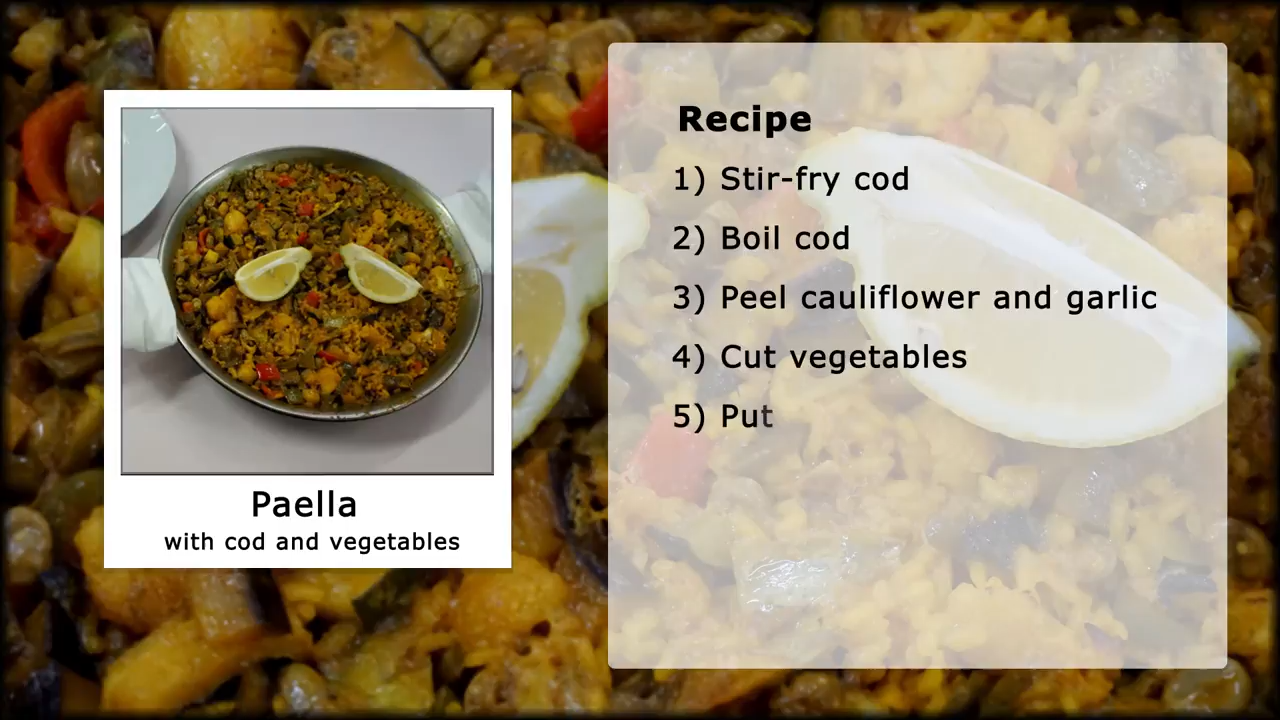 Paella
with cod and vegetables
Recipe
1) Stir-fry cod
2) Boil cod
3) Peel cauliflower and garlic
4) Cut vegetables
5) Put